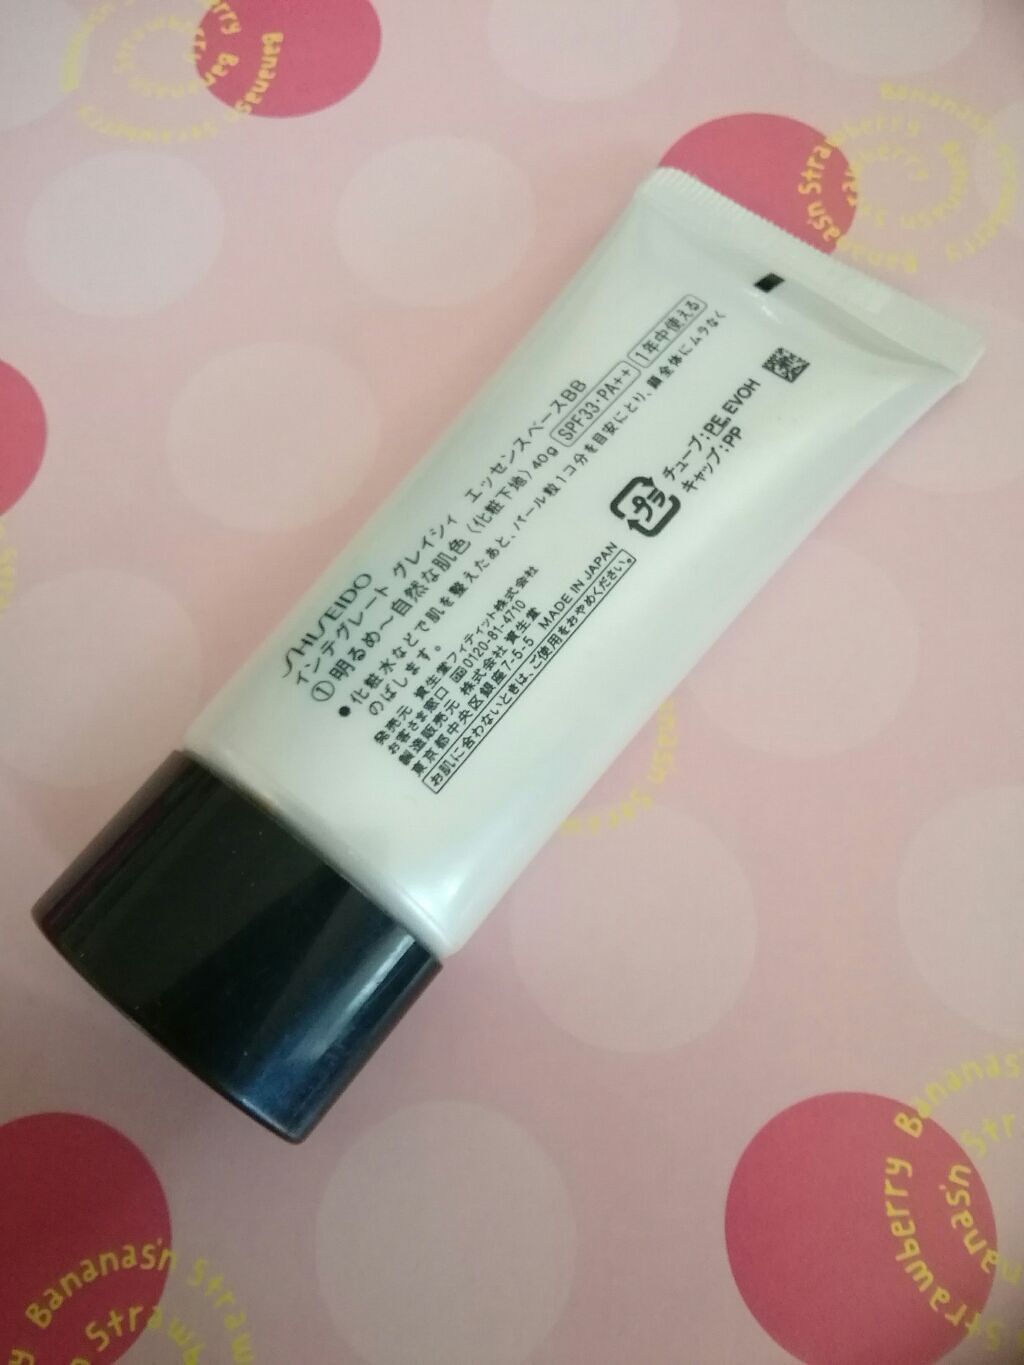 SHISEIDO
インテグレート グレイシィ エッセンスベースBB
① 明るめ～自然な肌色 (化粧下地) 40g SPF33・PA++ 1年中使える
●化粧水などで肌を整えたあと、パール粒1コ分を目安にとり、顔全体にムラなく
のばします。
発売元 資生堂フィティット株式会社
お客さま窓口 0120-81-4710
製造販売元 株式会社 資生堂
東京都中央区銀座7-5-5 MADE IN JAPAN
お肌に合わないときは、ご使用をおやめください。
プラ
チューブ:PE,EVOH
キャップ:PP
Bananas'n Strawberry
Bananas'n Strawberry
Bananas'n Strawberry
Bananas'n Strawberry